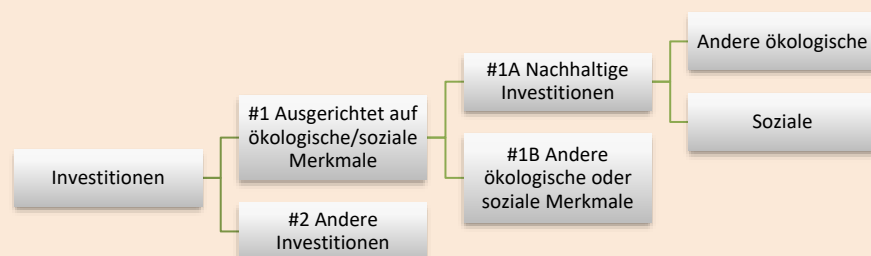 Investitionen
#1 Ausgerichtet auf
ökologische/soziale
Merkmale
#2 Andere
Investitionen
#1A Nachhaltige
Investitionen
#1B Andere
ökologische oder
soziale Merkmale
Andere ökologische
Soziale